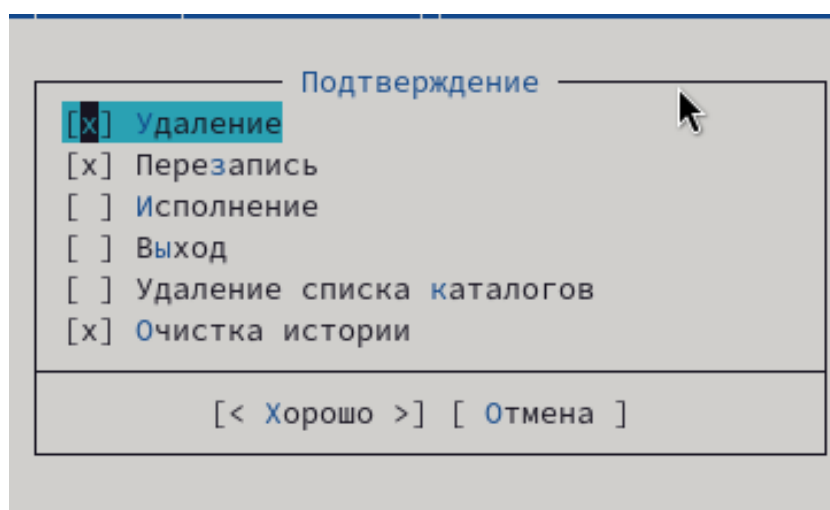 Подтверждение
[x] Удаление
[x] Перезапись
[ ] Исполнение
[ ] Выход
[ ] Удаление списка каталогов
[x] Очистка истории
[< Хорошо >] [ Отмена ]